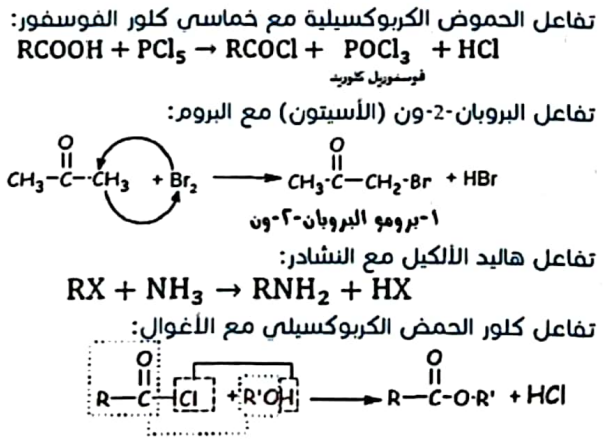 تفاعل الحموض الكربوكسيلية مع خماسي كلور الفوسفور:
RCOOH + PCl₅ → RCOCl + POCl₃ + HCl
فوسفوريل كلوريد
تفاعل البروبان-2-ون (الأسيتون) مع البروم:
O O
CH₃-C-CH₃ + Br₂ → CH₃-C-CH₂-Br + HBr
١-برومو البروبان-٢-ون
تفاعل هاليد الألكيل مع النشادر:
RX + NH₃ → RNH₂ + HX
تفاعل كلور الحمض الكربوكسيلي مع الأغوال:
O O
R-C-Cl + R'OH → R-C-O-R' + HCl